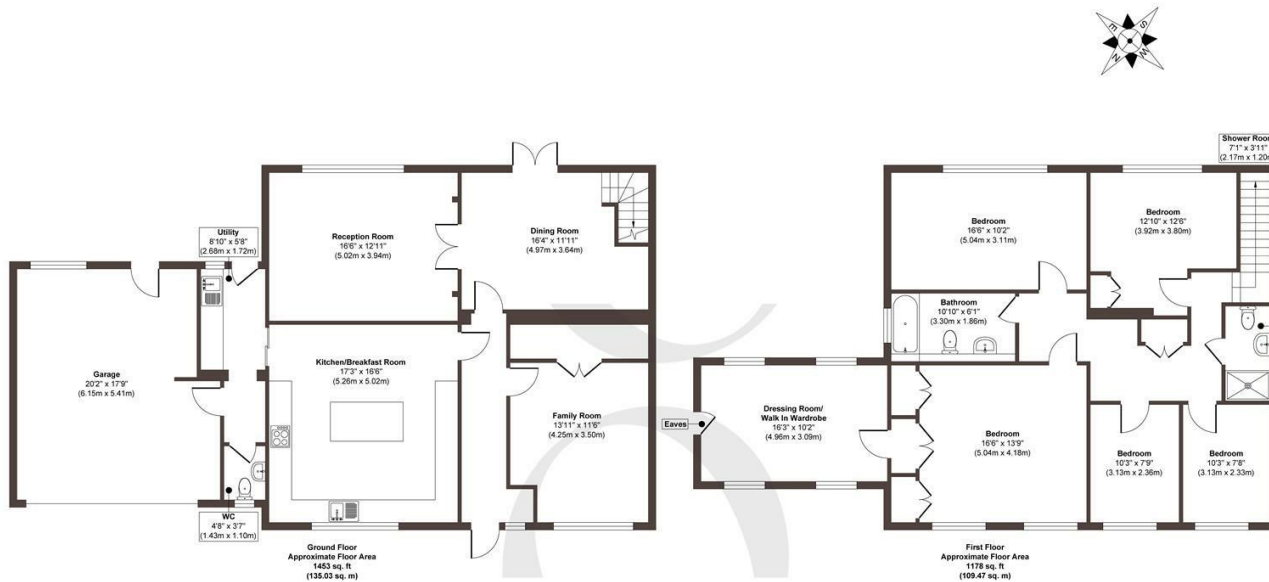 S
E
W
N
Utility
8'10" x 5'8"
(2.68m x 1.72m)
Reception Room
16'6" x 12'11"
(5.02m x 3.94m)
Dining Room
16'4" x 11'11"
(4.97m x 3.64m)
Garage
20'2" x 17'9"
(6.15m x 5.41m)
Kitchen/Breakfast Room
17'3" x 16'6"
(5.26m x 5.02m)
Family Room
13'11" x 11'6"
(4.25m x 3.50m)
WC
4'8" x 3'7"
(1.43m x 1.10m)
Ground Floor
Approximate Floor Area
1453 sq. ft
(135.03 sq. m)
Shower Room
7'1" x 3'11"
(2.17m x 1.20m
Bedroom
16'6" x 10'2"
(5.04m x 3.11m)
Bedroom
12'10" x 12'6"
(3.92m x 3.80m)
Bathroom
10'10" x 6'1"
(3.30m x 1.86m)
Eaves
Dressing Room/
Walk In Wardrobe
16'3" x 10'2"
(4.96m x 3.09m)
Bedroom
16'6" x 13'9"
(5.04m x 4.18m)
Bedroom
10'3" x 7'9"
(3.13m x 2.36m)
Bedroom
10'3" x 7'8"
(3.13m x 2.33m)
First Floor
Approximate Floor Area
1178 sq. ft
(109.47 sq. m)